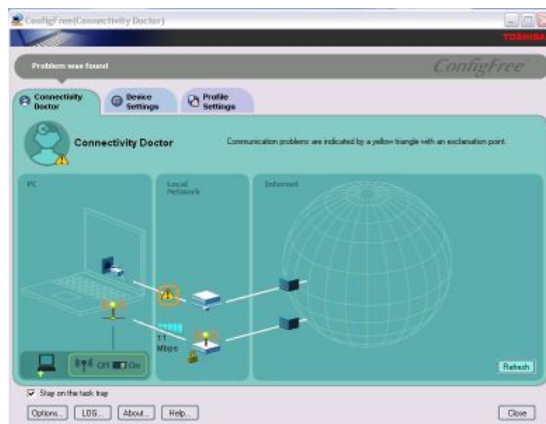 ConfigFree(Connectivity Doctor)
TOSHIBA
Problem was found
ConfigFree
Connectivity Doctor
Device Settings
Profile Settings
Connectivity Doctor
Communication problems are indicated by a yellow triangle with an exclamation point.
PC
Local Network
Internet
11 Mbps
Off On
Refresh
Stay on the task tray
Options...
LOG...
About...
Help...
Close